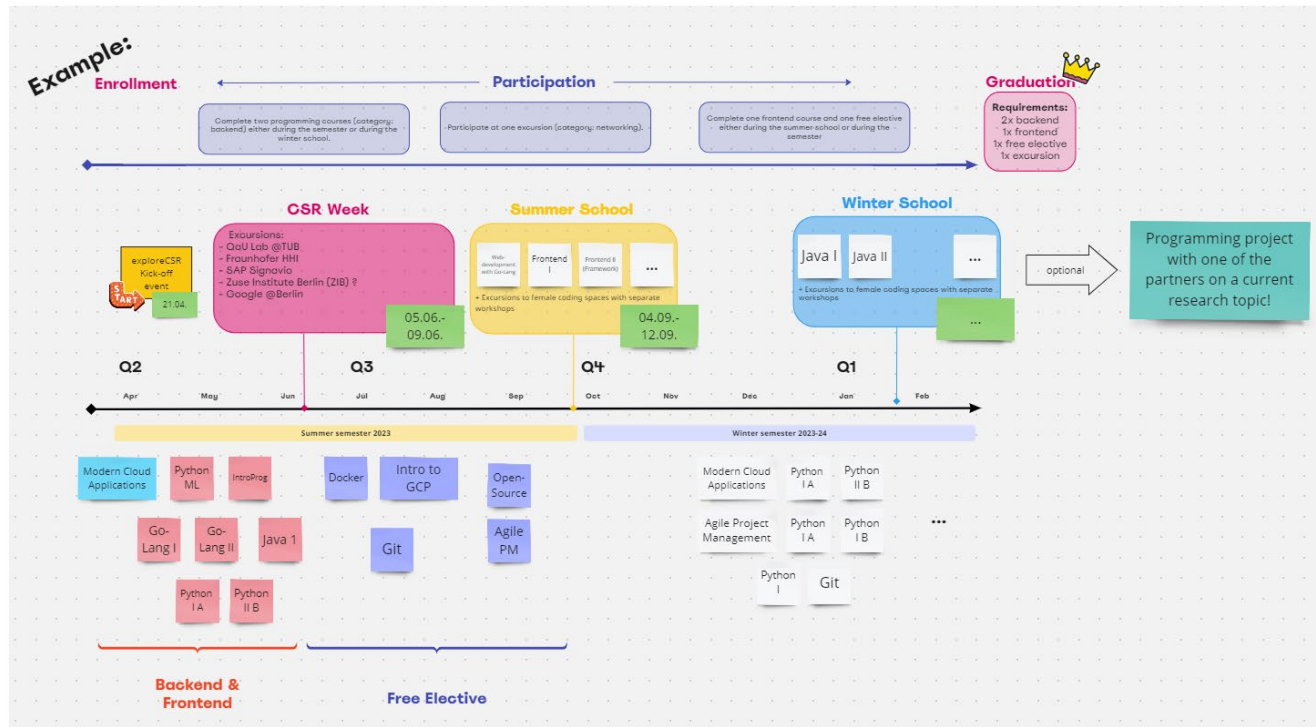 Example:
Enrollment
Participation
Graduation
Complete two programming courses (category:
backend) either during the semester or during the
winter school.
Participate at one excursion (category: networking).
Complete one frontend course and one free elective
either during the summer school or during the
semester
Requirements:
2x backend
1x frontend
1x free elective
1x excursion
CSR Week
Summer School
Winter School
exploreCSR
Kick-off
event
START
21.04.
Excursions:
- QaU Lab @TUB
- Fraunhofer HHI
- SAP Signavio
- Zuse Institute Berlin (ZIB) ?
- Google @Berlin
05.06.-
09.06.
Web-
development
with Go-Lang
Frontend
I
Frontend II
(Framework)
...
+ Excursions to female coding spaces with separate
workshops
04.09.-
12.09.
Java I
Java II
...
+ Excursions to female coding spaces with separate
workshops
...
optional
Programming project
with one of the
partners on a current
research topic!
Q2
Q3
Q4
Q1
Apr
May
Jun
Jul
Aug
Sep
Oct
Nov
Dec
Jan
Feb
Summer semester 2023
Winter semester 2023-24
Modern Cloud
Applications
Python
ML
IntroProg
Docker
Intro to
GCP
Open-
Source
Modern Cloud
Applications
Python
I A
Python
II B
Go-
Lang I
Go-
Lang II
Java 1
Git
Agile
PM
Agile Project
Management
Python
I A
Python
I B
...
Python
I A
Python
II B
Python
I
Git
Backend &
Frontend
Free Elective